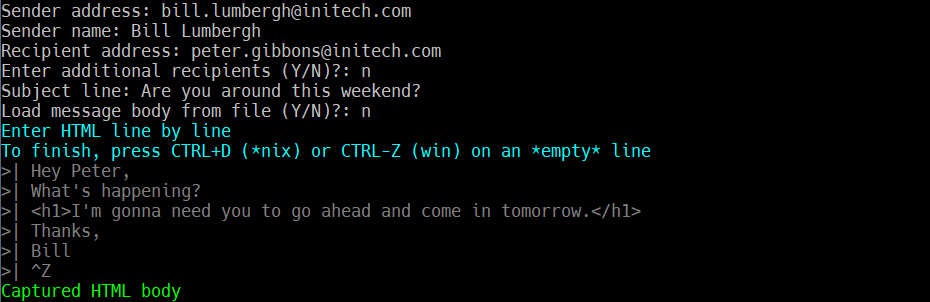 Sender address: bill.lumbergh@initech.com
Sender name: Bill Lumbergh
Recipient address: peter.gibbons@initech.com
Enter additional recipients (Y/N)?: n
Subject line: Are you around this weekend?
Load message body from file (Y/N)?: n
Enter HTML line by line
To finish, press CTRL+D (*nix) or CTRL-Z (win) on an *empty* line
>| Hey Peter,
>| What's happening?
>| <h1>I'm gonna need you to go ahead and come in tomorrow.</h1>
>| Thanks,
>| Bill
>| ^Z
Captured HTML body